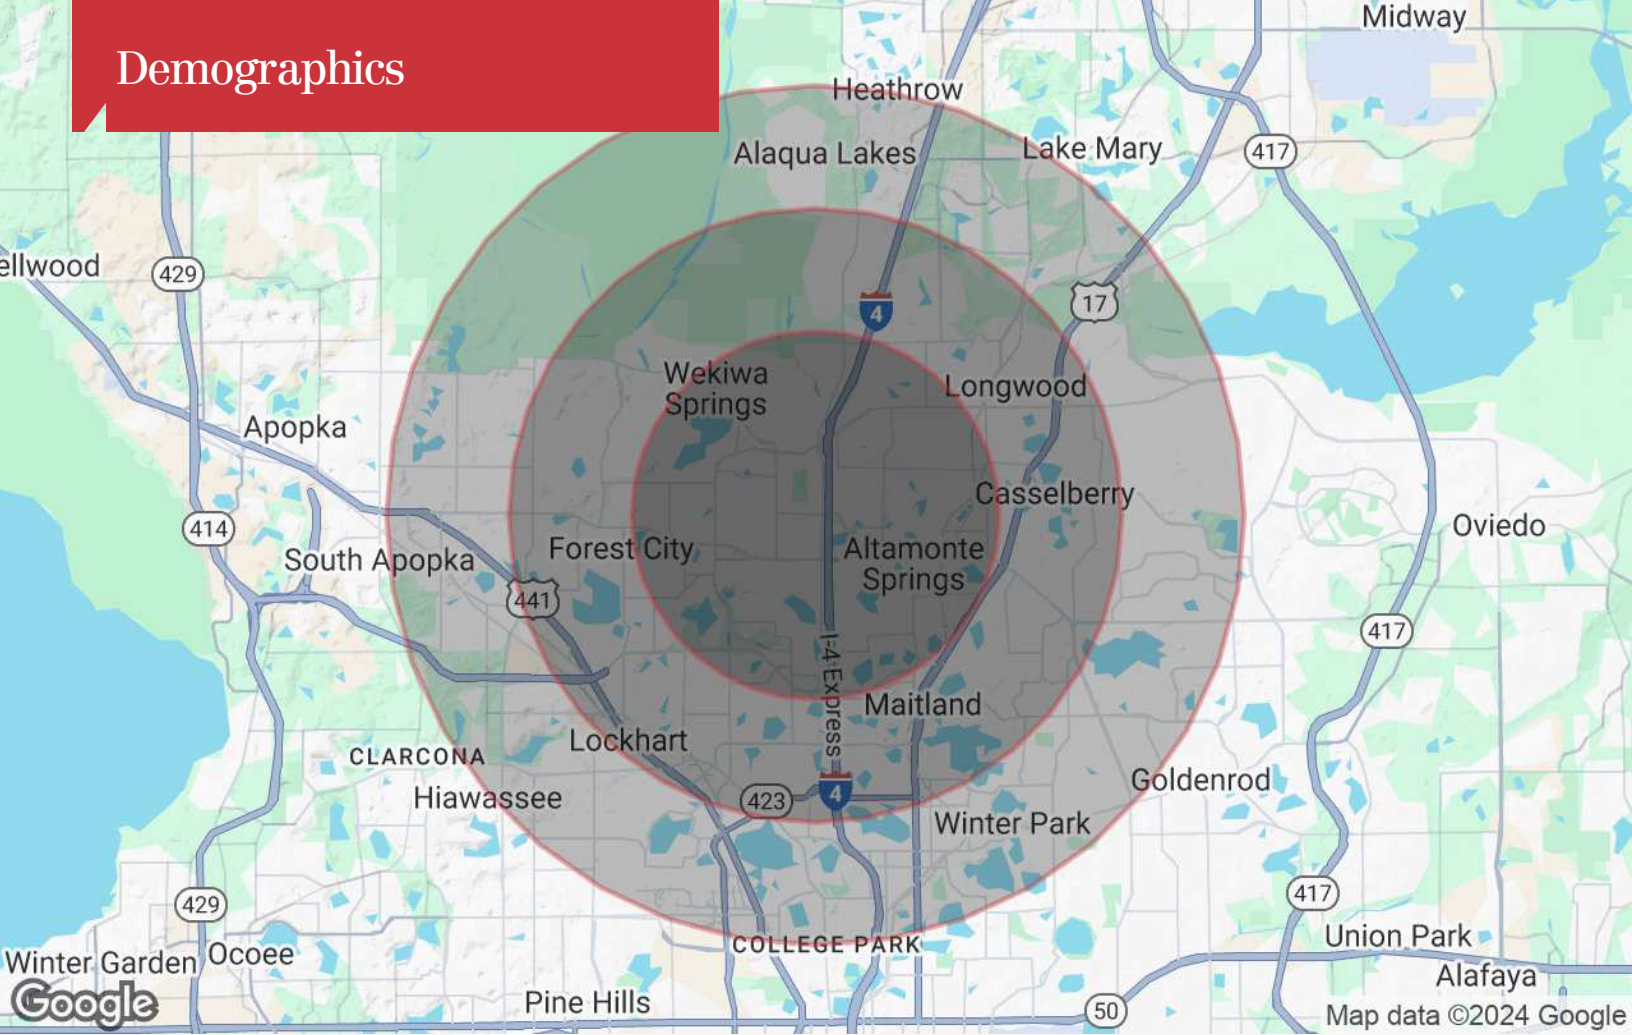 Midway
Demographics
Heathrow
Alaqua Lakes
Lake Mary
417
ellwood
429
17
4
Wekiwa
Springs
Longwood
Apopka
Casselberry
414
Oviedo
Forest City
Altamonte
Springs
South Apopka
441
417
I-4 Express
Maitland
Lockhart
CLARCONA
Goldenrod
Hiawassee
423
4
Winter Park
417
429
Union Park
COLLEGE PARK
Winter Garden
Ocoee
Alafaya
Google
Pine Hills
50
Map data ©2024 Google